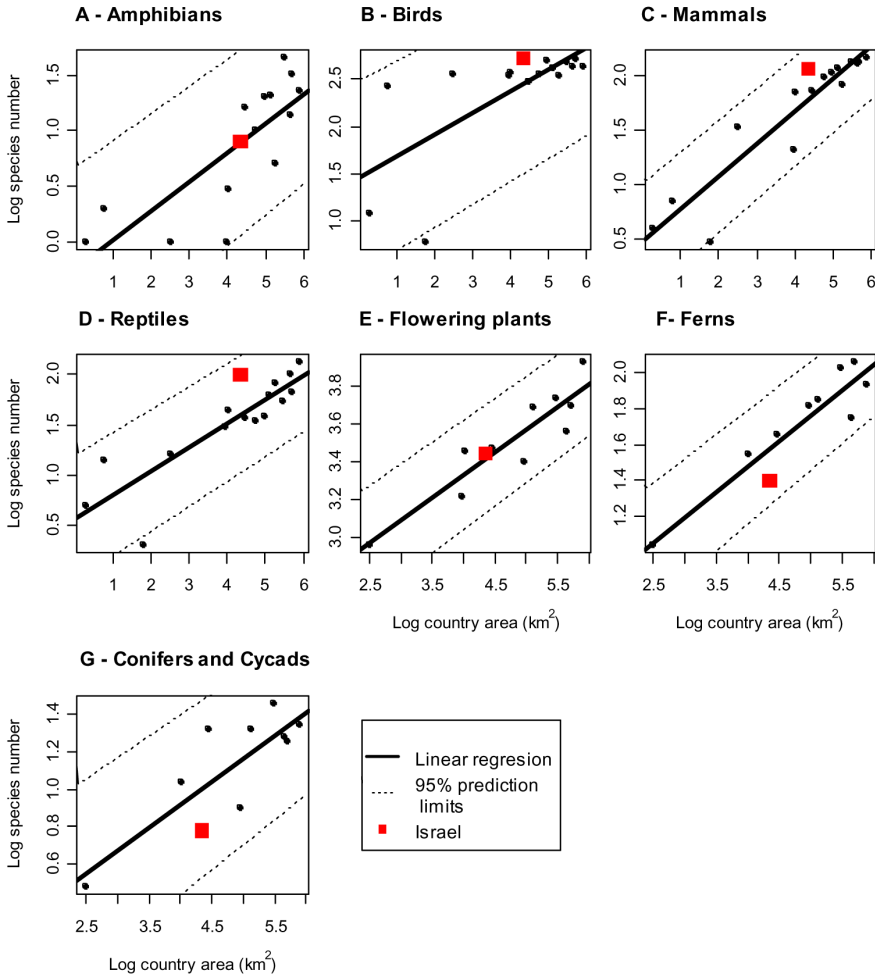 A - Amphibians
B - Birds
C - Mammals
Log species number
0.0 0.5 1.0 1.5
1 2 3 4 5 6
1.0 1.5 2.0 2.5
1 2 3 4 5 6
0.5 1.0 1.5 2.0
1 2 3 4 5 6
D - Reptiles
E - Flowering plants
F- Ferns
Log species number
0.5 1.0 1.5 2.0
1 2 3 4 5 6
3.0 3.2 3.4 3.6 3.8
2.5 3.5 4.5 5.5
Log country area (km2)
1.2 1.4 1.6 1.8 2.0
2.5 3.5 4.5 5.5
Log country area (km2)
G - Conifers and Cycads
Log species number
0.6 0.8 1.0 1.2 1.4
2.5 3.5 4.5 5.5
Log country area (km2)
Linear regresion
95% prediction
limits
Israel